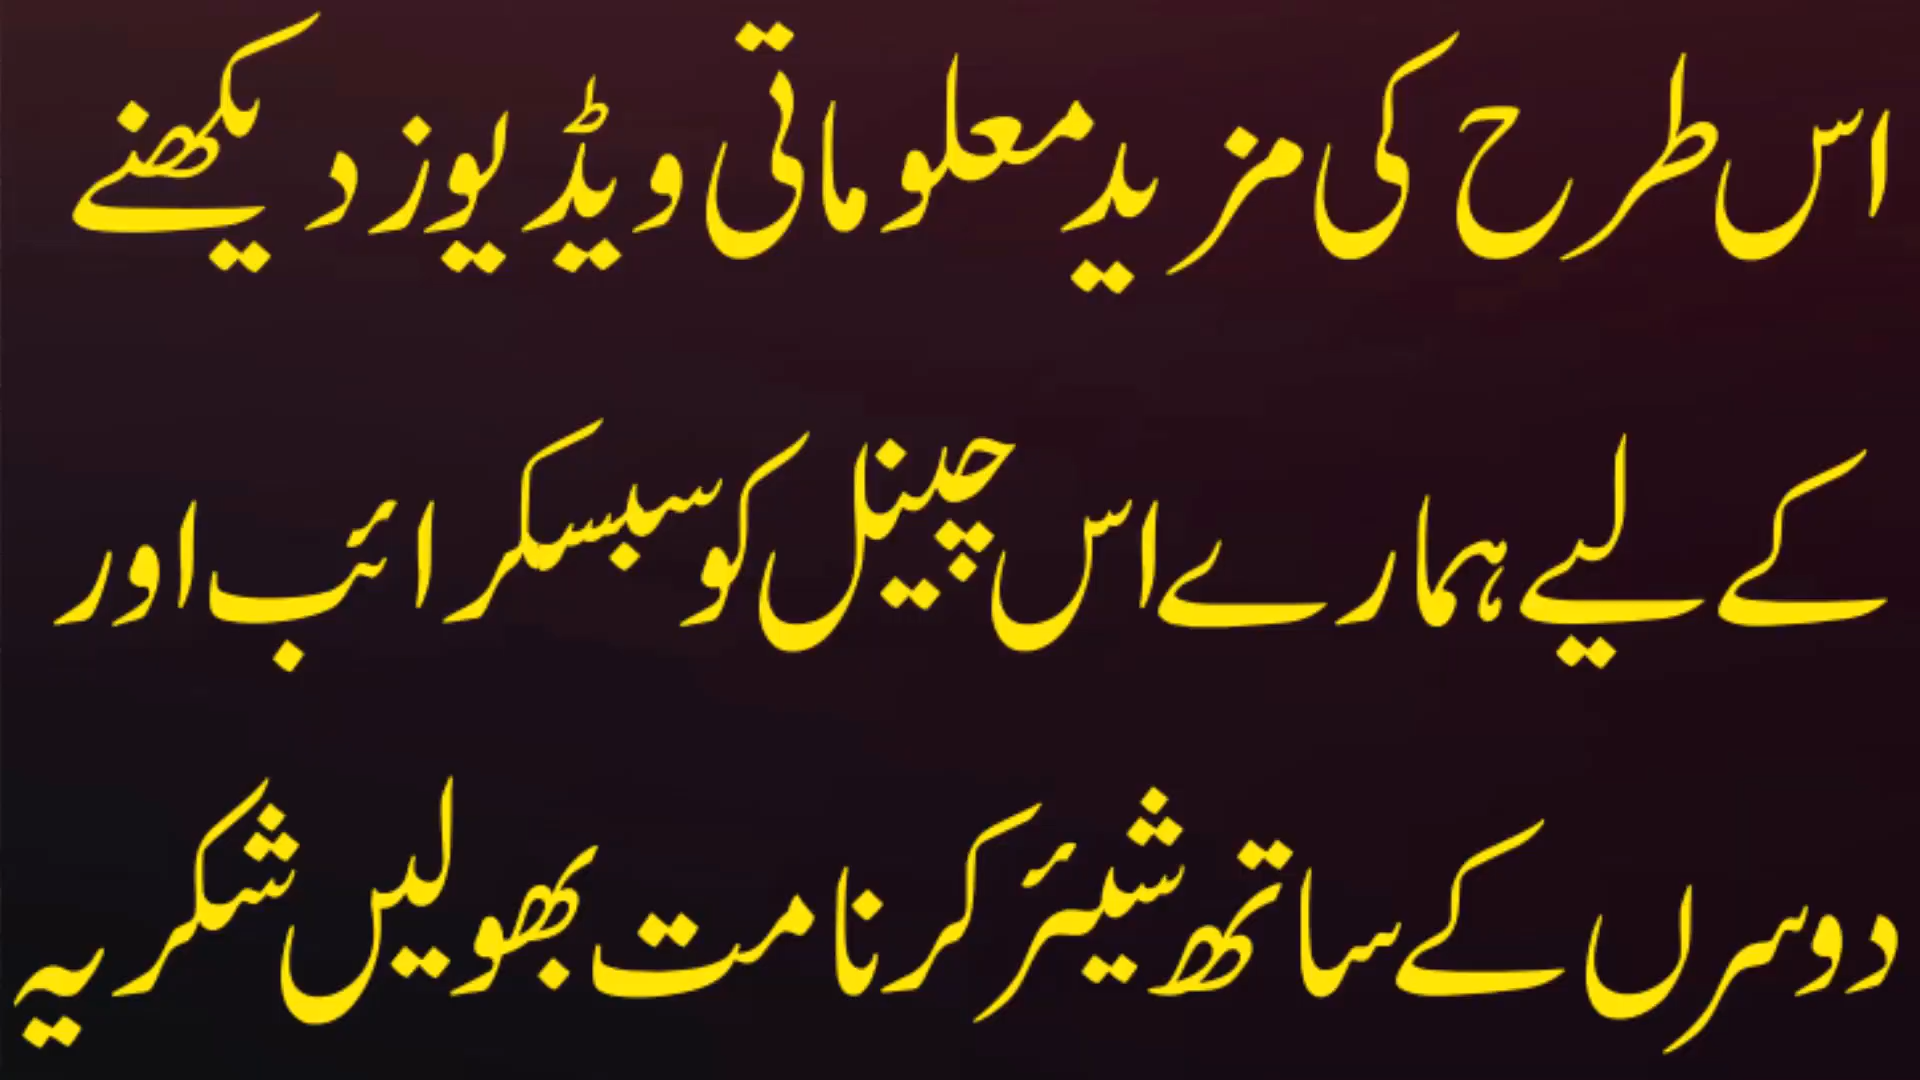 اس طرح کی مزید معلوماتی ویڈیوز دیکھنے
کے لیے ہمارے اس چینل کو سبسکرائب اور
دوسرں کے ساتھ شیئر کرنا مت بھولیں شکریہ